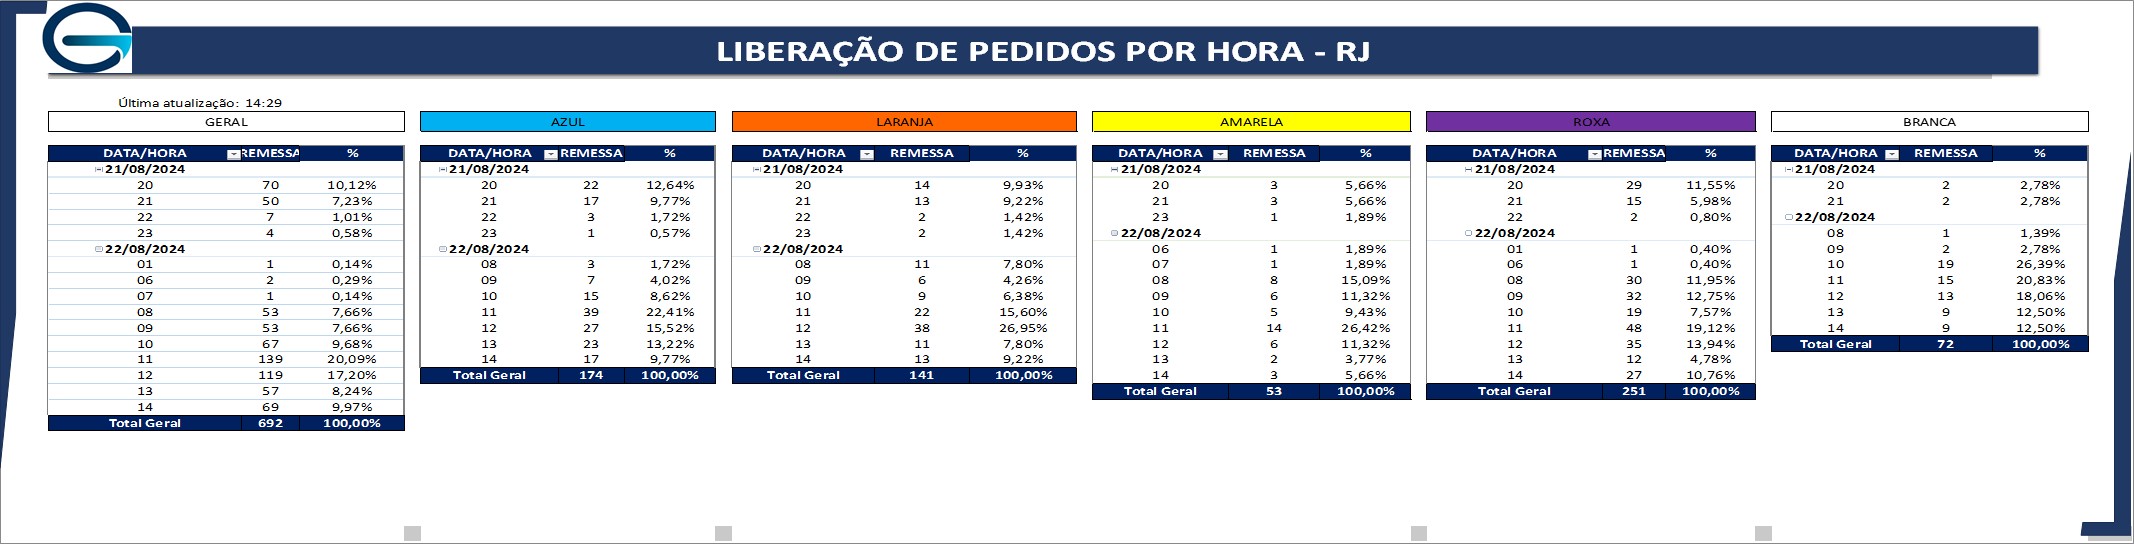 LIBERAÇÃO DE PEDIDOS POR HORA - RJ
Última atualização: 14:29
GERAL
DATA/HORA REMESSA %
21/08/2024
20 70 10,12%
21 50 7,23%
22 7 1,01%
23 4 0,58%
22/08/2024
01 1 0,14%
06 2 0,29%
07 1 0,14%
08 53 7,66%
09 53 7,66%
10 67 9,68%
11 139 20,09%
12 119 17,20%
13 57 8,24%
14 69 9,97%
Total Geral 692 100,00%
AZUL
DATA/HORA REMESSA %
21/08/2024
20 22 12,64%
21 17 9,77%
22 3 1,72%
23 1 0,57%
22/08/2024
08 3 1,72%
09 7 4,02%
10 15 8,62%
11 39 22,41%
12 27 15,52%
13 23 13,22%
14 17 9,77%
Total Geral 174 100,00%
LARANJA
DATA/HORA REMESSA %
21/08/2024
20 14 9,93%
21 13 9,22%
22 2 1,42%
23 2 1,42%
22/08/2024
08 11 7,80%
09 6 4,26%
10 9 6,38%
11 22 15,60%
12 38 26,95%
13 11 7,80%
14 13 9,22%
Total Geral 141 100,00%
AMARELA
DATA/HORA REMESSA %
21/08/2024
20 3 5,66%
21 3 5,66%
23 1 1,89%
22/08/2024
06 1 1,89%
07 1 1,89%
08 8 15,09%
09 6 11,32%
10 5 9,43%
11 14 26,42%
12 6 11,32%
13 2 3,77%
14 3 5,66%
Total Geral 53 100,00%
ROXA
DATA/HORA REMESSA %
21/08/2024
20 29 11,55%
21 15 5,98%
22 2 0,80%
22/08/2024
01 1 0,40%
06 1 0,40%
08 30 11,95%
09 32 12,75%
10 19 7,57%
11 48 19,12%
12 35 13,94%
13 12 4,78%
14 27 10,76%
Total Geral 251 100,00%
BRANCA
DATA/HORA REMESSA %
21/08/2024
20 2 2,78%
21 2 2,78%
22/08/2024
08 1 1,39%
09 2 2,78%
10 19 26,39%
11 15 20,83%
12 13 18,06%
13 9 12,50%
14 9 12,50%
Total Geral 72 100,00%